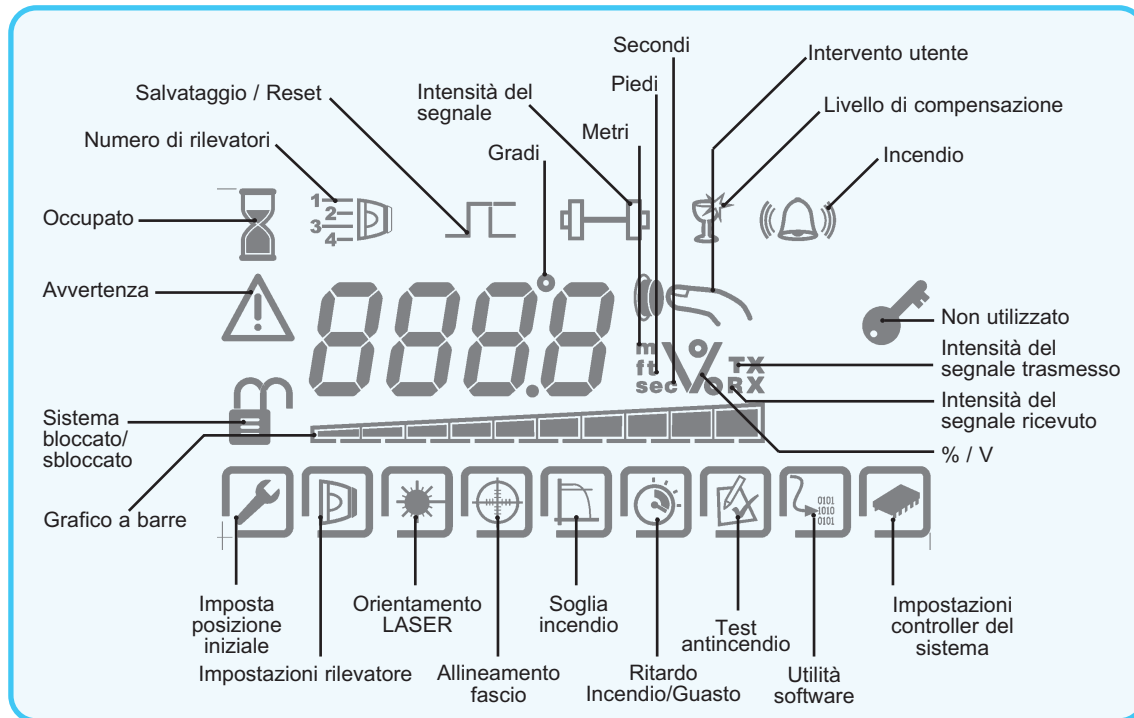 Secondi
Intervento utente
Piedi
Salvataggio / Reset
Intensità del
segnale
Livello di compensazione
Metri
Numero di rilevatori
Gradi
Incendio
1
2
3
4
Occupato
Avvertenza
8888.8
Non utilizzato
m
ft
sec
%
TX
RX
Intensità del
segnale trasmesso
Intensità del
segnale ricevuto
Sistema
bloccato/
sbloccato
% / V
Grafico a barre
0101
1010
0101
Imposta
posizione
iniziale
Orientamento
LASER
Soglia
incendio
Test
antincendio
Impostazioni
controller del
sistema
Impostazioni rilevatore
Allineamento
fascio
Ritardo
Incendio/Guasto
Utilità
software